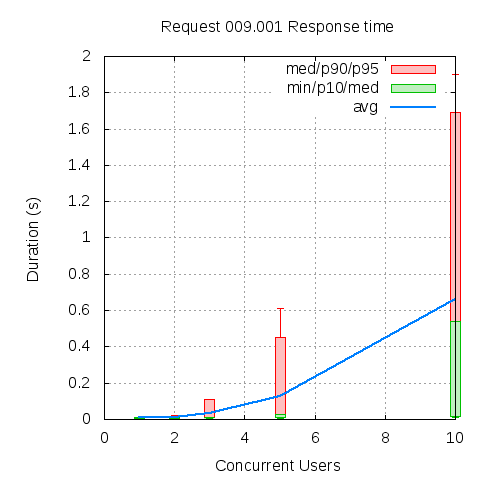 Request 009.001 Response time
med/p90/p95
min/p10/med
avg
Duration (s)
2
1.8
1.6
1.4
1.2
1
0.8
0.6
0.4
0.2
0
0 2 4 6 8 10
Concurrent Users